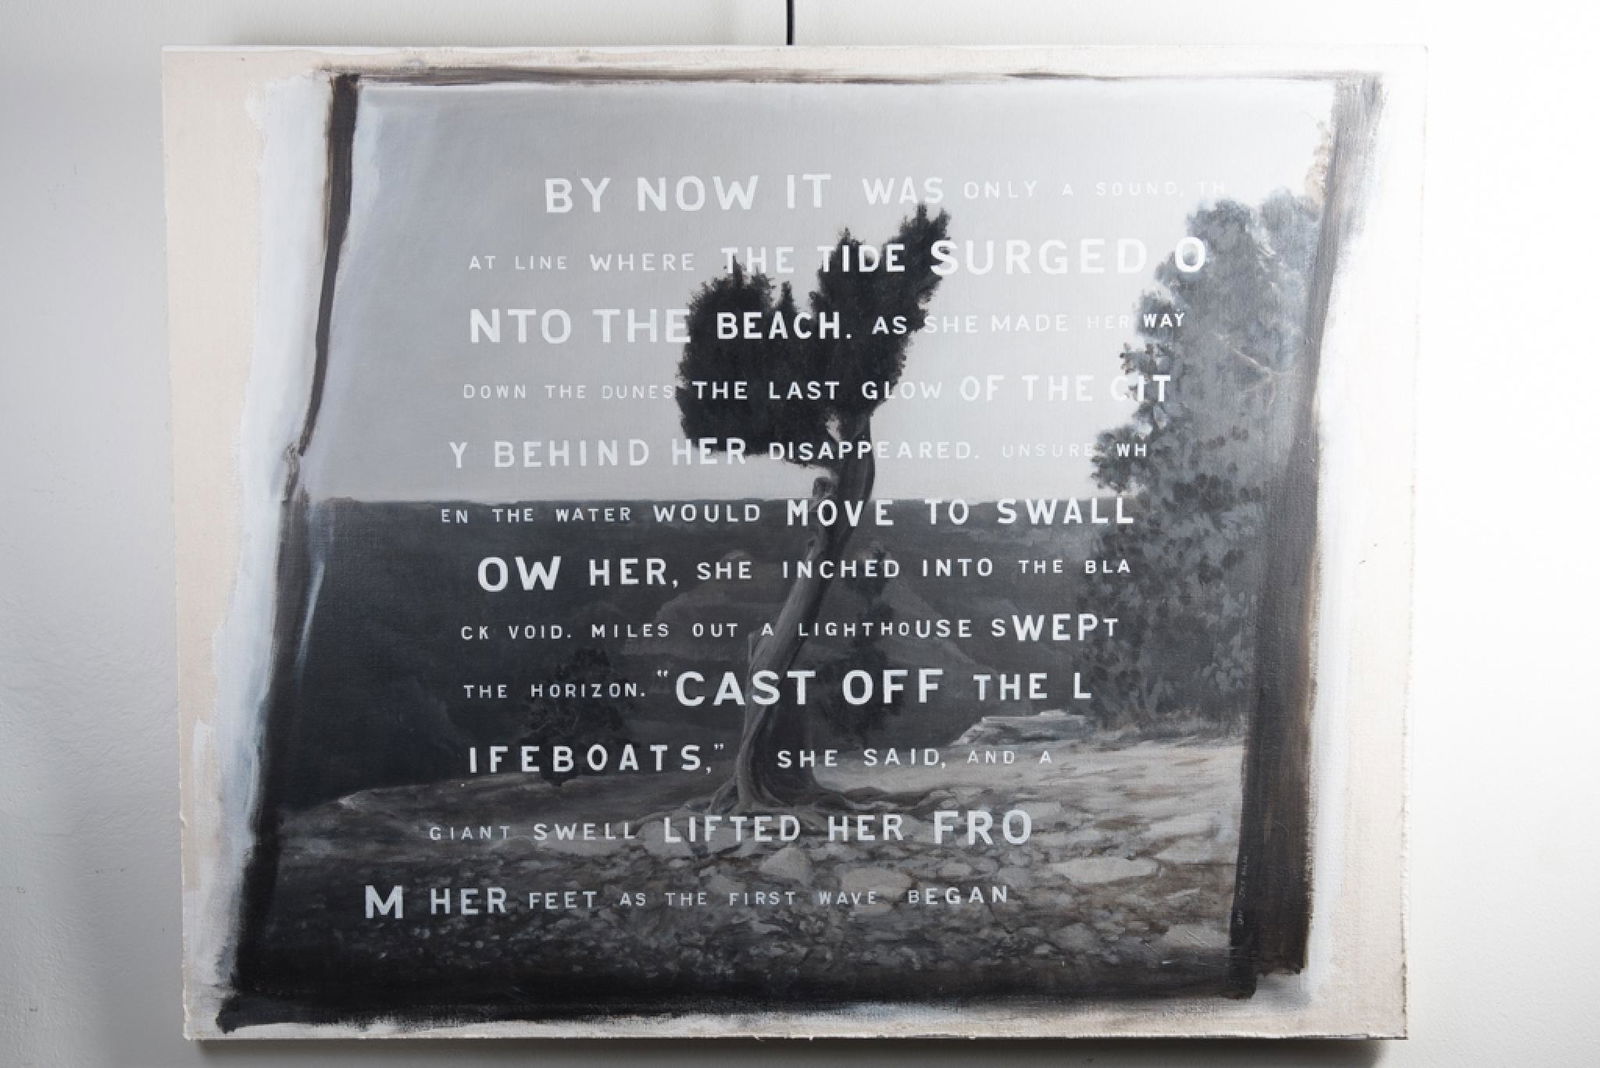 BY NOW IT WAS ONLY A SOUND, TH
AT LINE WHERE THE TIDE SURGED O
NTO THE BEACH. AS SHE MADE HER WAY
DOWN THE DUNES THE LAST GLOW OF THE CIT
Y BEHIND HER DISAPPEARED. UNSURE WH
EN THE WATER WOULD MOVE TO SWALL
OW HER, SHE INCHED INTO THE BLA
CK VOID. MILES OUT A LIGHTHOUSE SWEPT
THE HORIZON. “CAST OFF THE L
IFEBOATS,” SHE SAID, AND A
GIANT SWELL LIFTED HER FRO
M HER FEET AS THE FIRST WAVE BEGAN